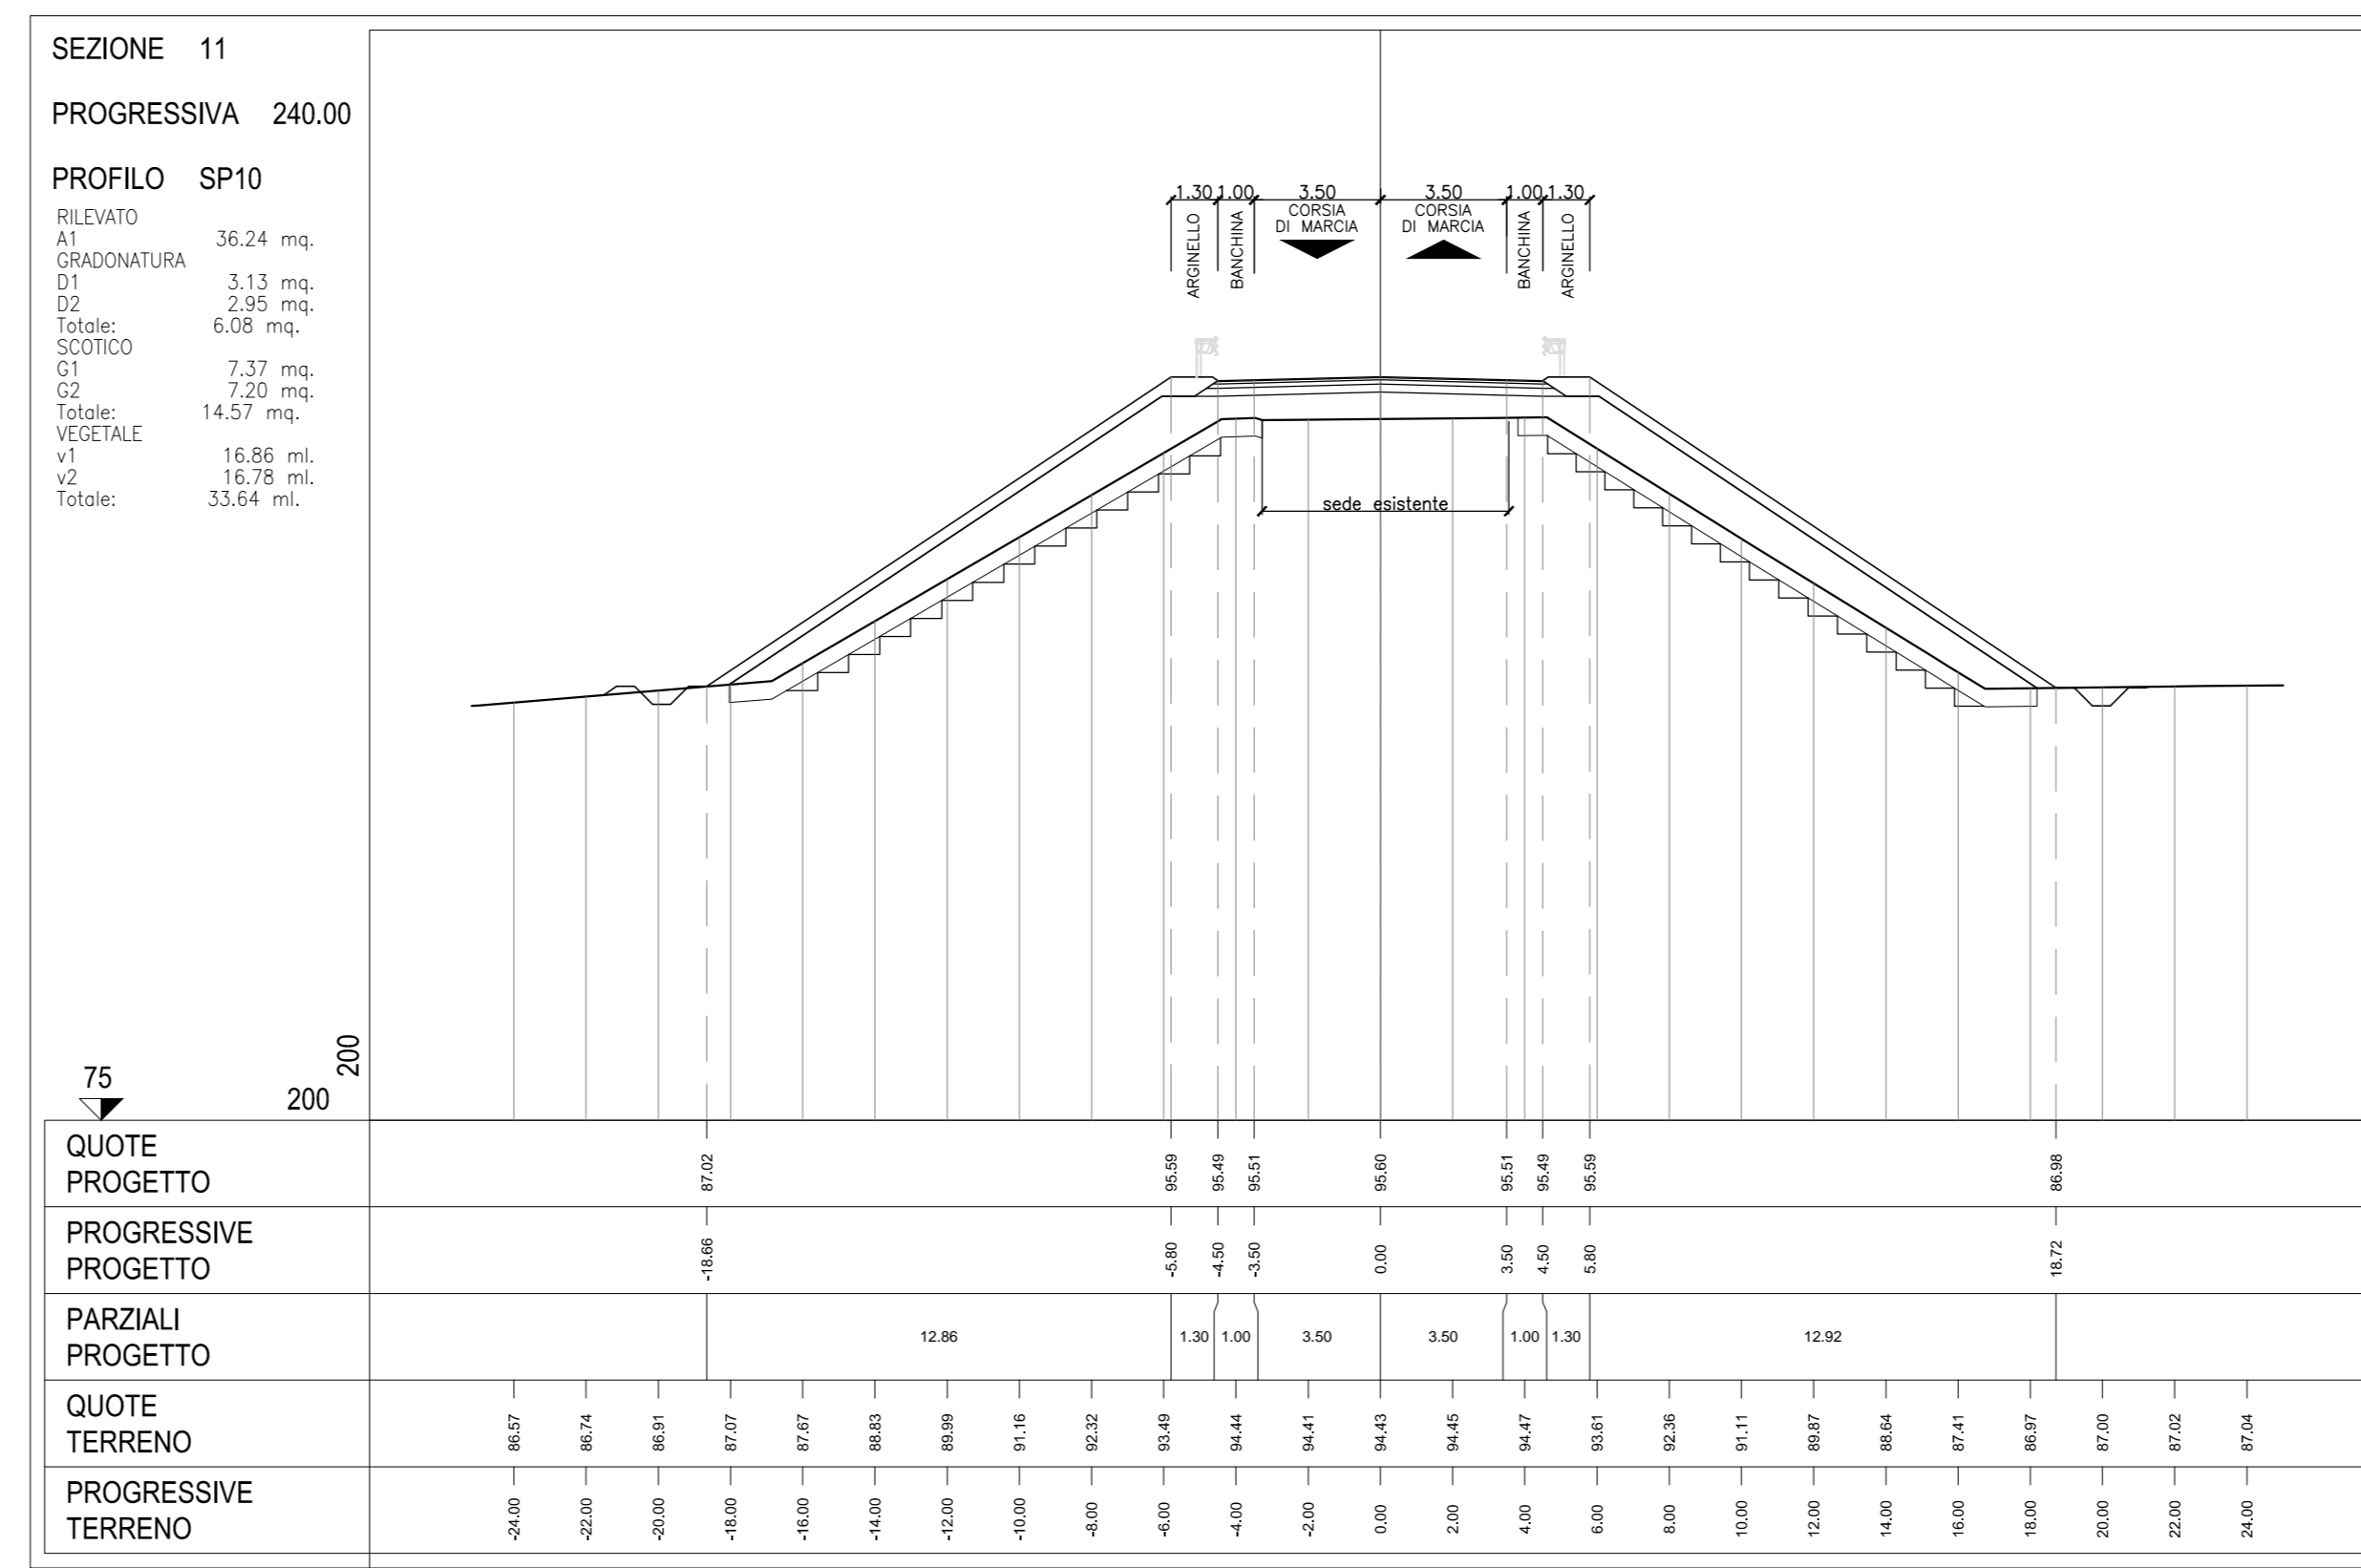 SEZIONE 11
PROGRESSIVA 240.00
PROFILO SP10
RILEVATO
A1 36.24 mq.
GRADONATURA
D1 3.13 mq.
D2 2.95 mq.
Totale: 6.08 mq.
SCOTICO
G1 7.37 mq.
G2 7.20 mq.
Totale: 14.57 mq.
VEGETALE
v1 16.86 ml.
v2 16.78 ml.
Totale: 33.64 ml.
1.30 1.00 3.50 3.50 1.00 1.30
ARGINELLO
BANCHINA
CORSIA
DI MARCIA
CORSIA
DI MARCIA
BANCHINA
ARGINELLO
sede esistente
200
75
200
QUOTE
PROGETTO
87.02 95.59 95.49 95.51 95.60 95.51 95.49 95.59 86.98
PROGRESSIVE
PROGETTO
-18.66 -5.80 -4.50 -3.50 0.00 3.50 4.50 5.80 18.72
PARZIALI
PROGETTO
12.86 1.30 1.00 3.50 3.50 1.00 1.30 12.92
QUOTE
TERRENO
86.57 86.74 86.91 87.07 87.67 88.83 89.99 91.16 92.32 93.49 94.44 94.41 94.43 94.45 94.47 93.61 92.36 91.11 89.87 88.64 87.41 86.97 87.00 87.02 87.04
PROGRESSIVE
TERRENO
-24.00 -22.00 -20.00 -18.00 -16.00 -14.00 -12.00 -10.00 -8.00 -6.00 -4.00 -2.00 0.00 2.00 4.00 6.00 8.00 10.00 12.00 14.00 16.00 18.00 20.00 22.00 24.00